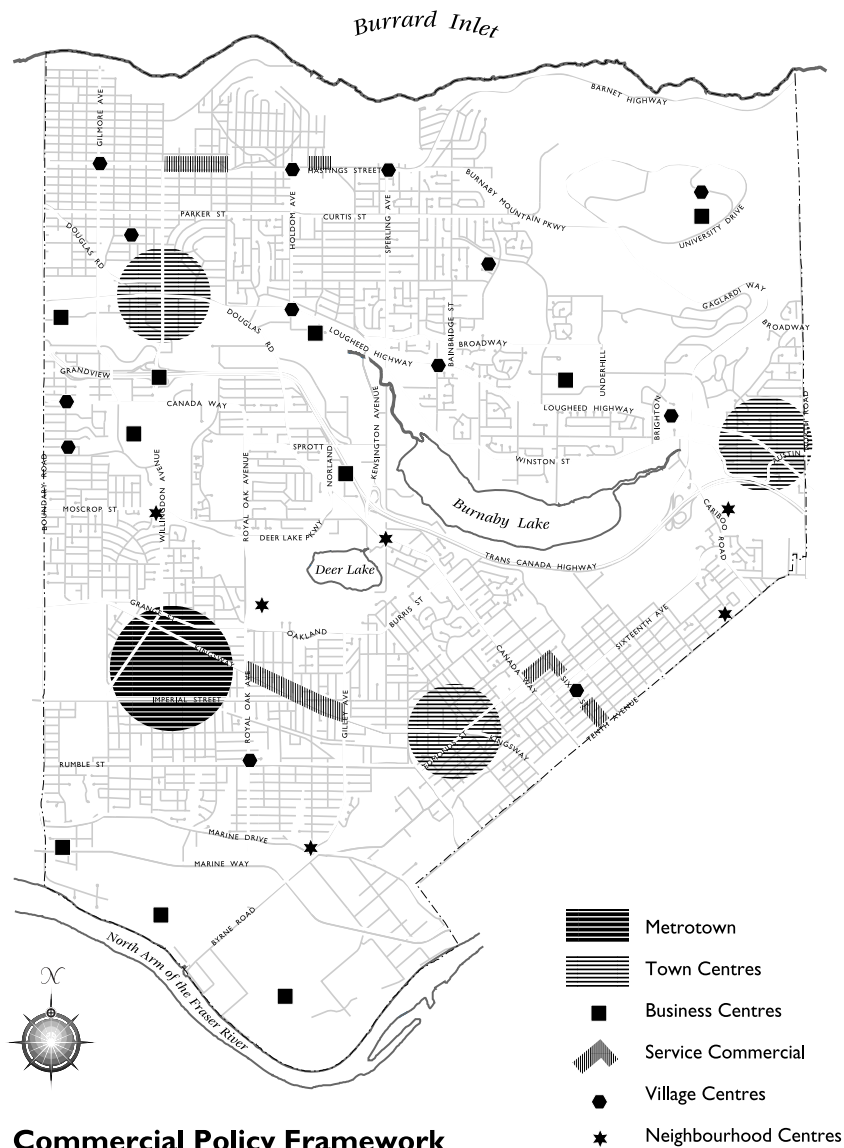 Burrard Inlet
BARNET HIGHWAY
GILMORE AVE
HASTINGS STREET
BURNABY MOUNTAIN PKWY
PARKER ST
CURTIS ST
HOLDOM AVE
SPERLING AVE
UNIVERSITY DRIVE
DOUGLAS RD
GAGLARDI WAY
DOUGLAS RD
LOUGHEED HIGHWAY
BAINBRIDGE ST
BROADWAY
BROADWAY
GRANDVIEW
UNDERHILL
CANADA WAY
KENSINGTON AVENUE
LOUGHEED HIGHWAY
BRIGHTON
SPROTT
NORLAND
WINSTON ST
AUSTIN
BOUNDARY ROAD
WILLINGDON AVENUE
ROYAL OAK AVENUE
MOSCROP ST
Burnaby Lake
CARIBOO ROAD
DEER LAKE PKWY
TRANS CANADA HIGHWAY
Deer Lake
BURRIS ST
SIXTEENTH AVE
OAKLAND
KINGSWAY
CANADA WAY
IMPERIAL STREET
ROYAL OAK AVE
GILLEY AVE
TENTH AVENUE
KINGSWAY
RUMBLE ST
MARINE DRIVE
MARINE WAY
BYRNE ROAD
North Arm of the Fraser River
N
Metrotown
Town Centres
Business Centres
Service Commercial
Village Centres
Neighbourhood Centres
Commercial Policy Framework